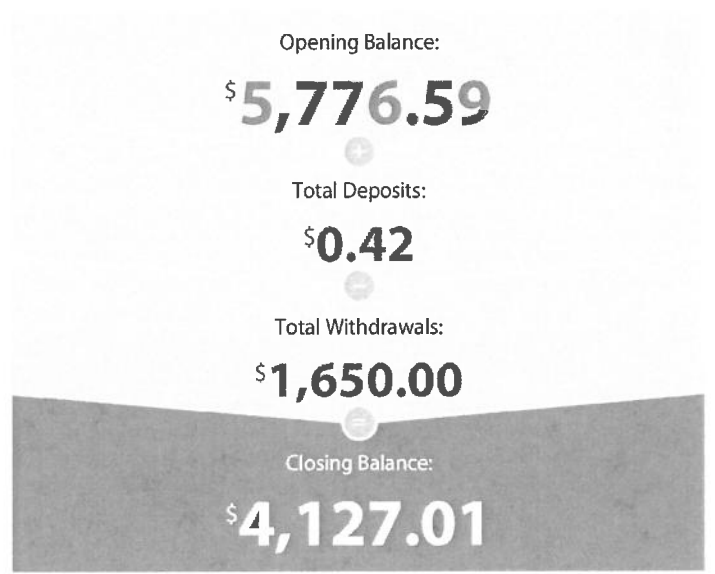 Opening Balance:
$5,776.59
+
Total Deposits:
$0.42
−
Total Withdrawals:
$1,650.00
=
Closing Balance:
$4,127.01